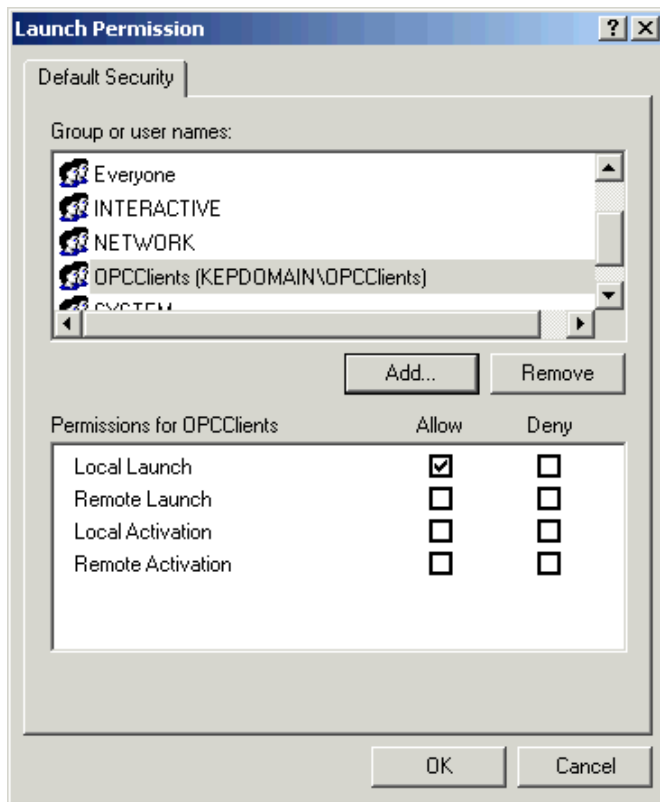 Launch Permission
Default Security
Group or user names:
Everyone
INTERACTIVE
NETWORK
OPCClients (KEPDOMAIN\OPCClients)
SYSTEM
Add... Remove
Permissions for OPCClients Allow Deny
Local Launch
Remote Launch
Local Activation
Remote Activation
OK Cancel